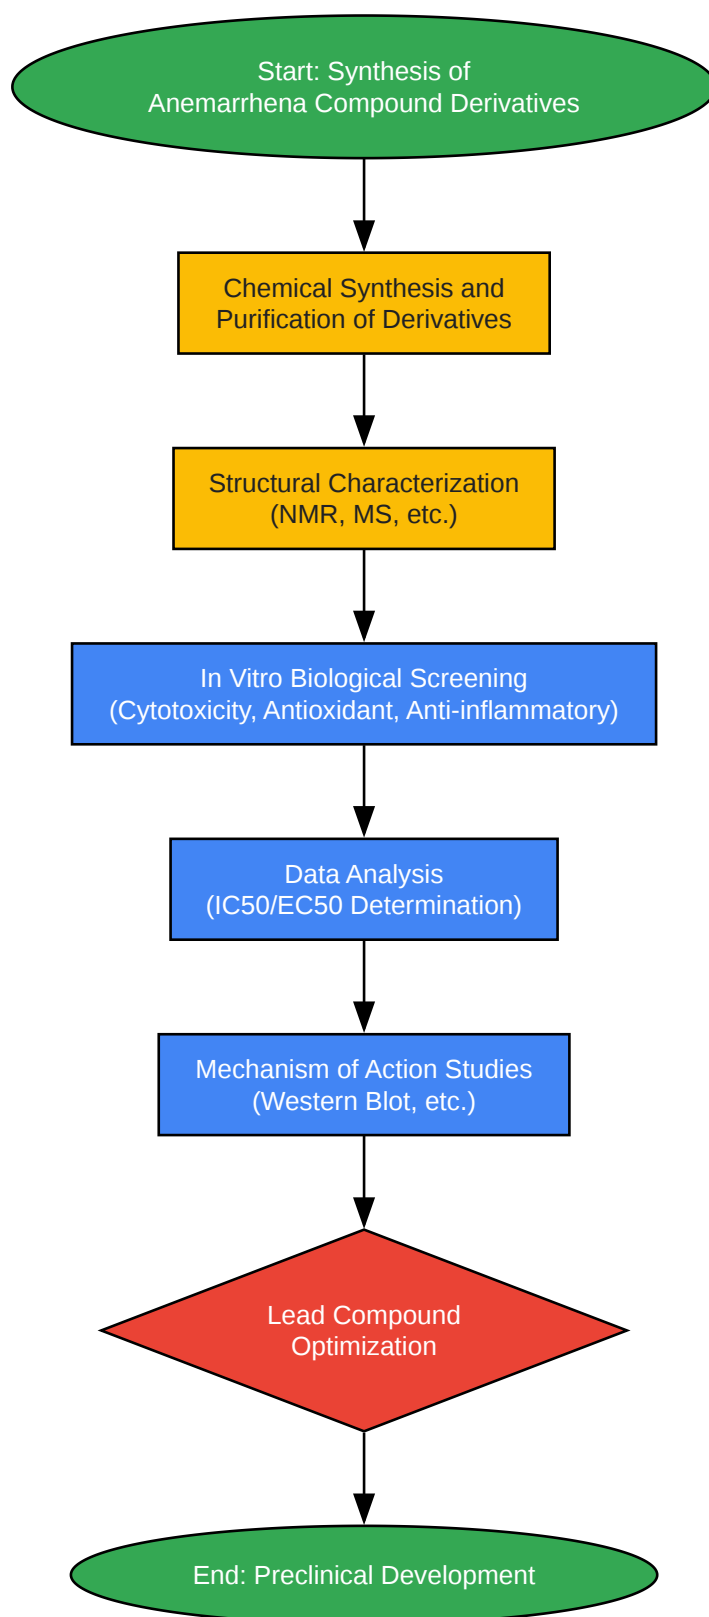 Start: Synthesis of
Anemarrhena Compound Derivatives
Chemical Synthesis and
Purification of Derivatives
Structural Characterization
(NMR, MS, etc.)
In Vitro Biological Screening
(Cytotoxicity, Antioxidant, Anti-inflammatory)
Data Analysis
(IC50/EC50 Determination)
Mechanism of Action Studies
(Western Blot, etc.)
Lead Compound
Optimization
End: Preclinical Development